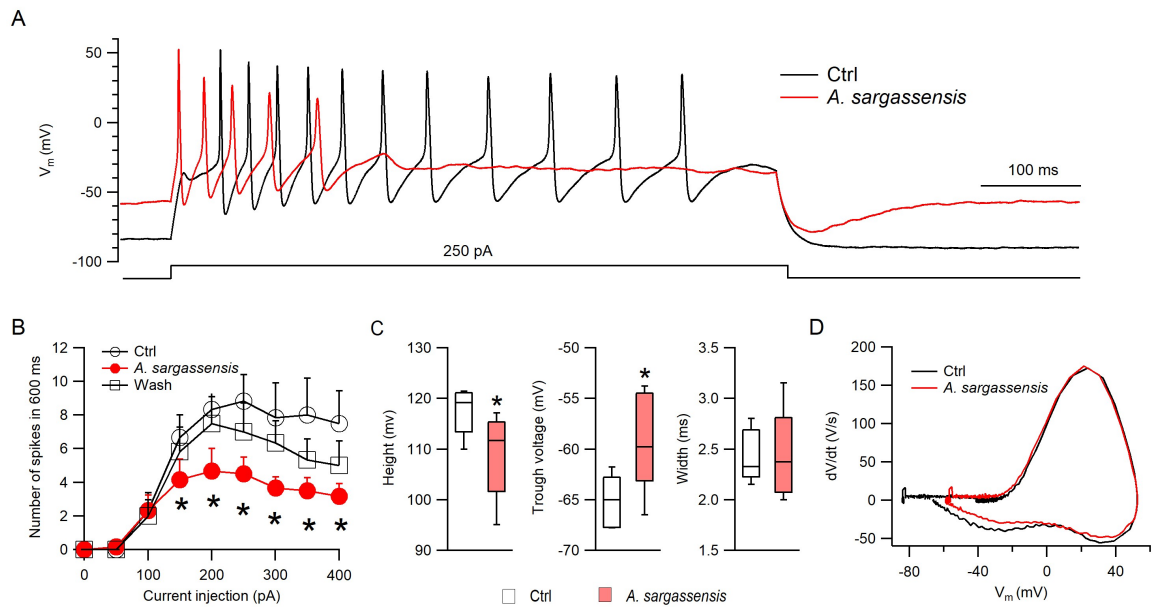 A
50
0
-50
-100
Vm (mV)
Ctrl
A. sargassensis
100 ms
250 pA
B
12
10
8
6
4
2
0
Number of spikes in 600 ms
Ctrl
A. sargassensis
Wash
* * * * * *
0 100 200 300 400
Current injection (pA)
C
130
120
110
100
90
Height (mv)
*
-50
-55
-60
-65
-70
Trough voltage (mV)
*
3.5
3.0
2.5
2.0
1.5
Width (ms)
Ctrl A. sargassensis
D
200
150
100
50
0
-50
dV/dt (V/s)
Ctrl
A. sargassensis
-80 -40 0 40
Vm (mV)